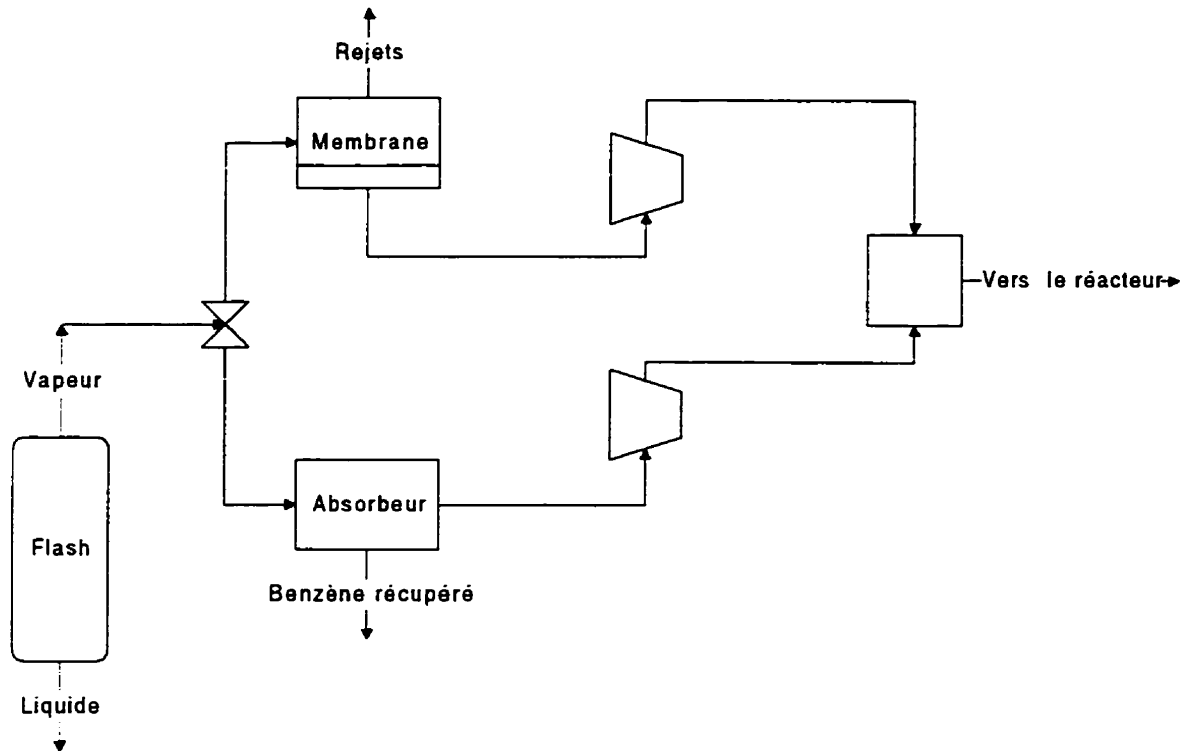 Rejets
Membrane
Vers le réacteur
Vapeur
Absorbeur
Flash
Benzène récupéré
Liquide